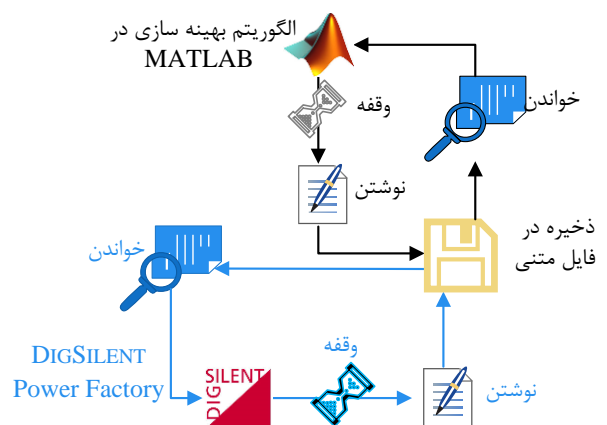 الگوریتم بهینه سازی در
MATLAB
وقفه
خواندن
نوشتن
ذخیره در
فایل متنی
خواندن
DIGSILENT
Power Factory
DIG
SILENT
وقفه
نوشتن